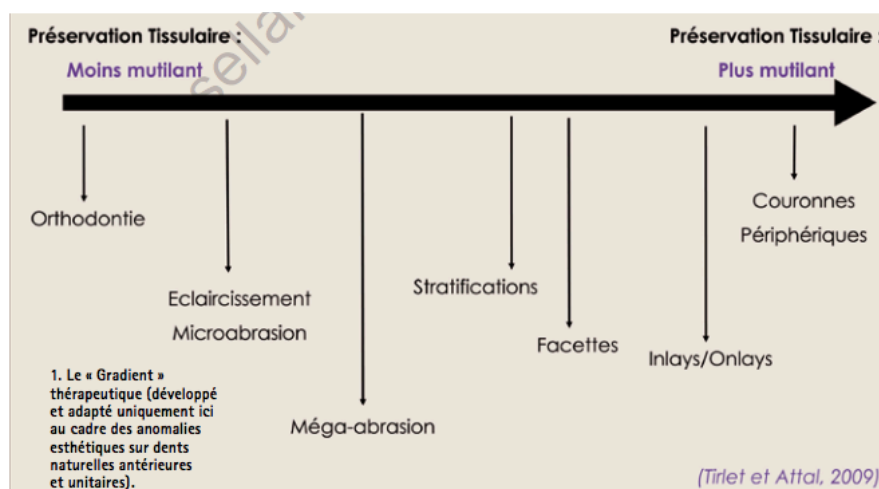 Préservation Tissulaire :
Moins mutilant
Préservation Tissulaire :
Plus mutilant
Orthodontie
Eclaircissement
Microabrasion
Méga-abrasion
Stratifications
Facettes
Inlays/Onlays
Couronnes
Périphériques
1. Le « Gradient »
thérapeutique (développé
et adapté uniquement ici
au cadre des anomalies
esthétiques sur dents
naturelles antérieures
et unitaires).
(Tirlet et Attal, 2009)